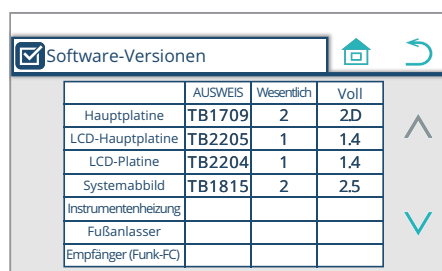 Software-Versionen
AUSWEIS Wesentlich Voll
Hauptplatine TB1709 2 2.D
LCD-Hauptplatine TB2205 1 1.4
LCD-Platine TB2204 1 1.4
Systemabbild TB1815 2 2.5
Instrumentenheizung
Fußanlasser
Empfänger (Funk-FC)